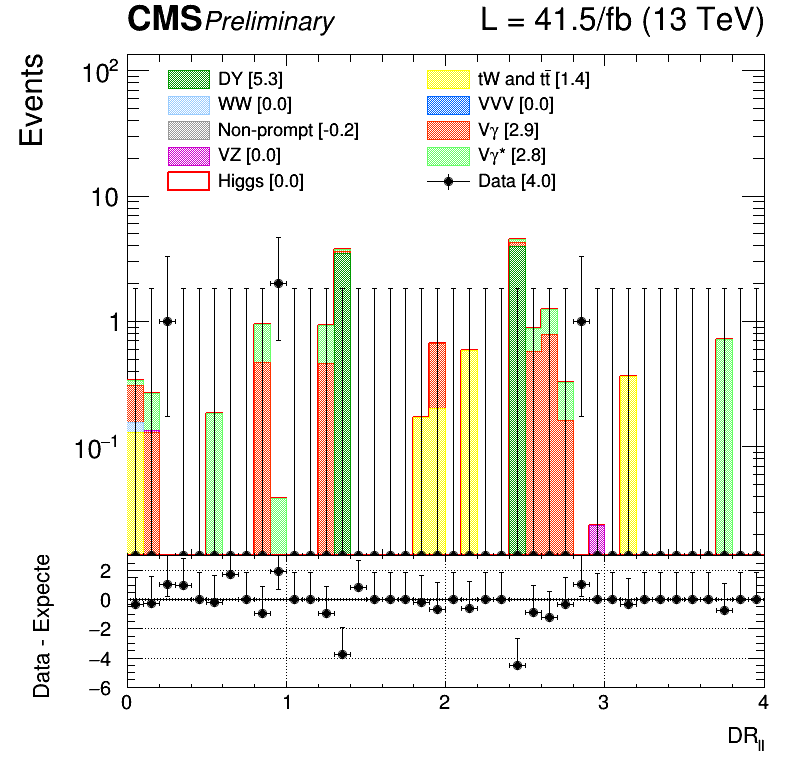 CMS Preliminary L = 41.5/fb (13 TeV)
Events
10²
10
1
10⁻¹
DY [5.3]
WW [0.0]
Non-prompt [-0.2]
VZ [0.0]
Higgs [0.0]
tW and tt̄ [1.4]
VVV [0.0]
Vγ [2.9]
Vγ* [2.8]
Data [4.0]
Data - Expecte
2
0
−2
−4
−6
0 1 2 3 4
DR_ll